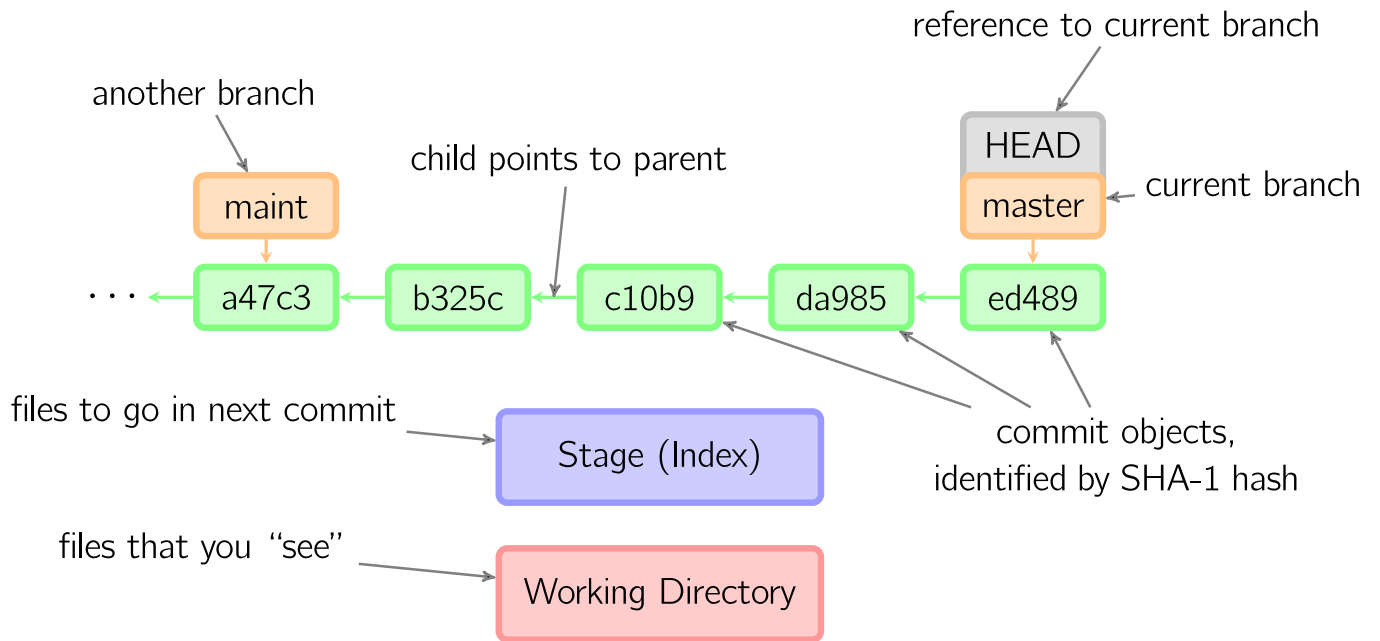 reference to current branch
another branch
HEAD
child points to parent
current branch
maint
master
...
a47c3
b325c
c10b9
da985
ed489
files to go in next commit
Stage (Index)
commit objects,
identified by SHA-1 hash
files that you “see”
Working Directory